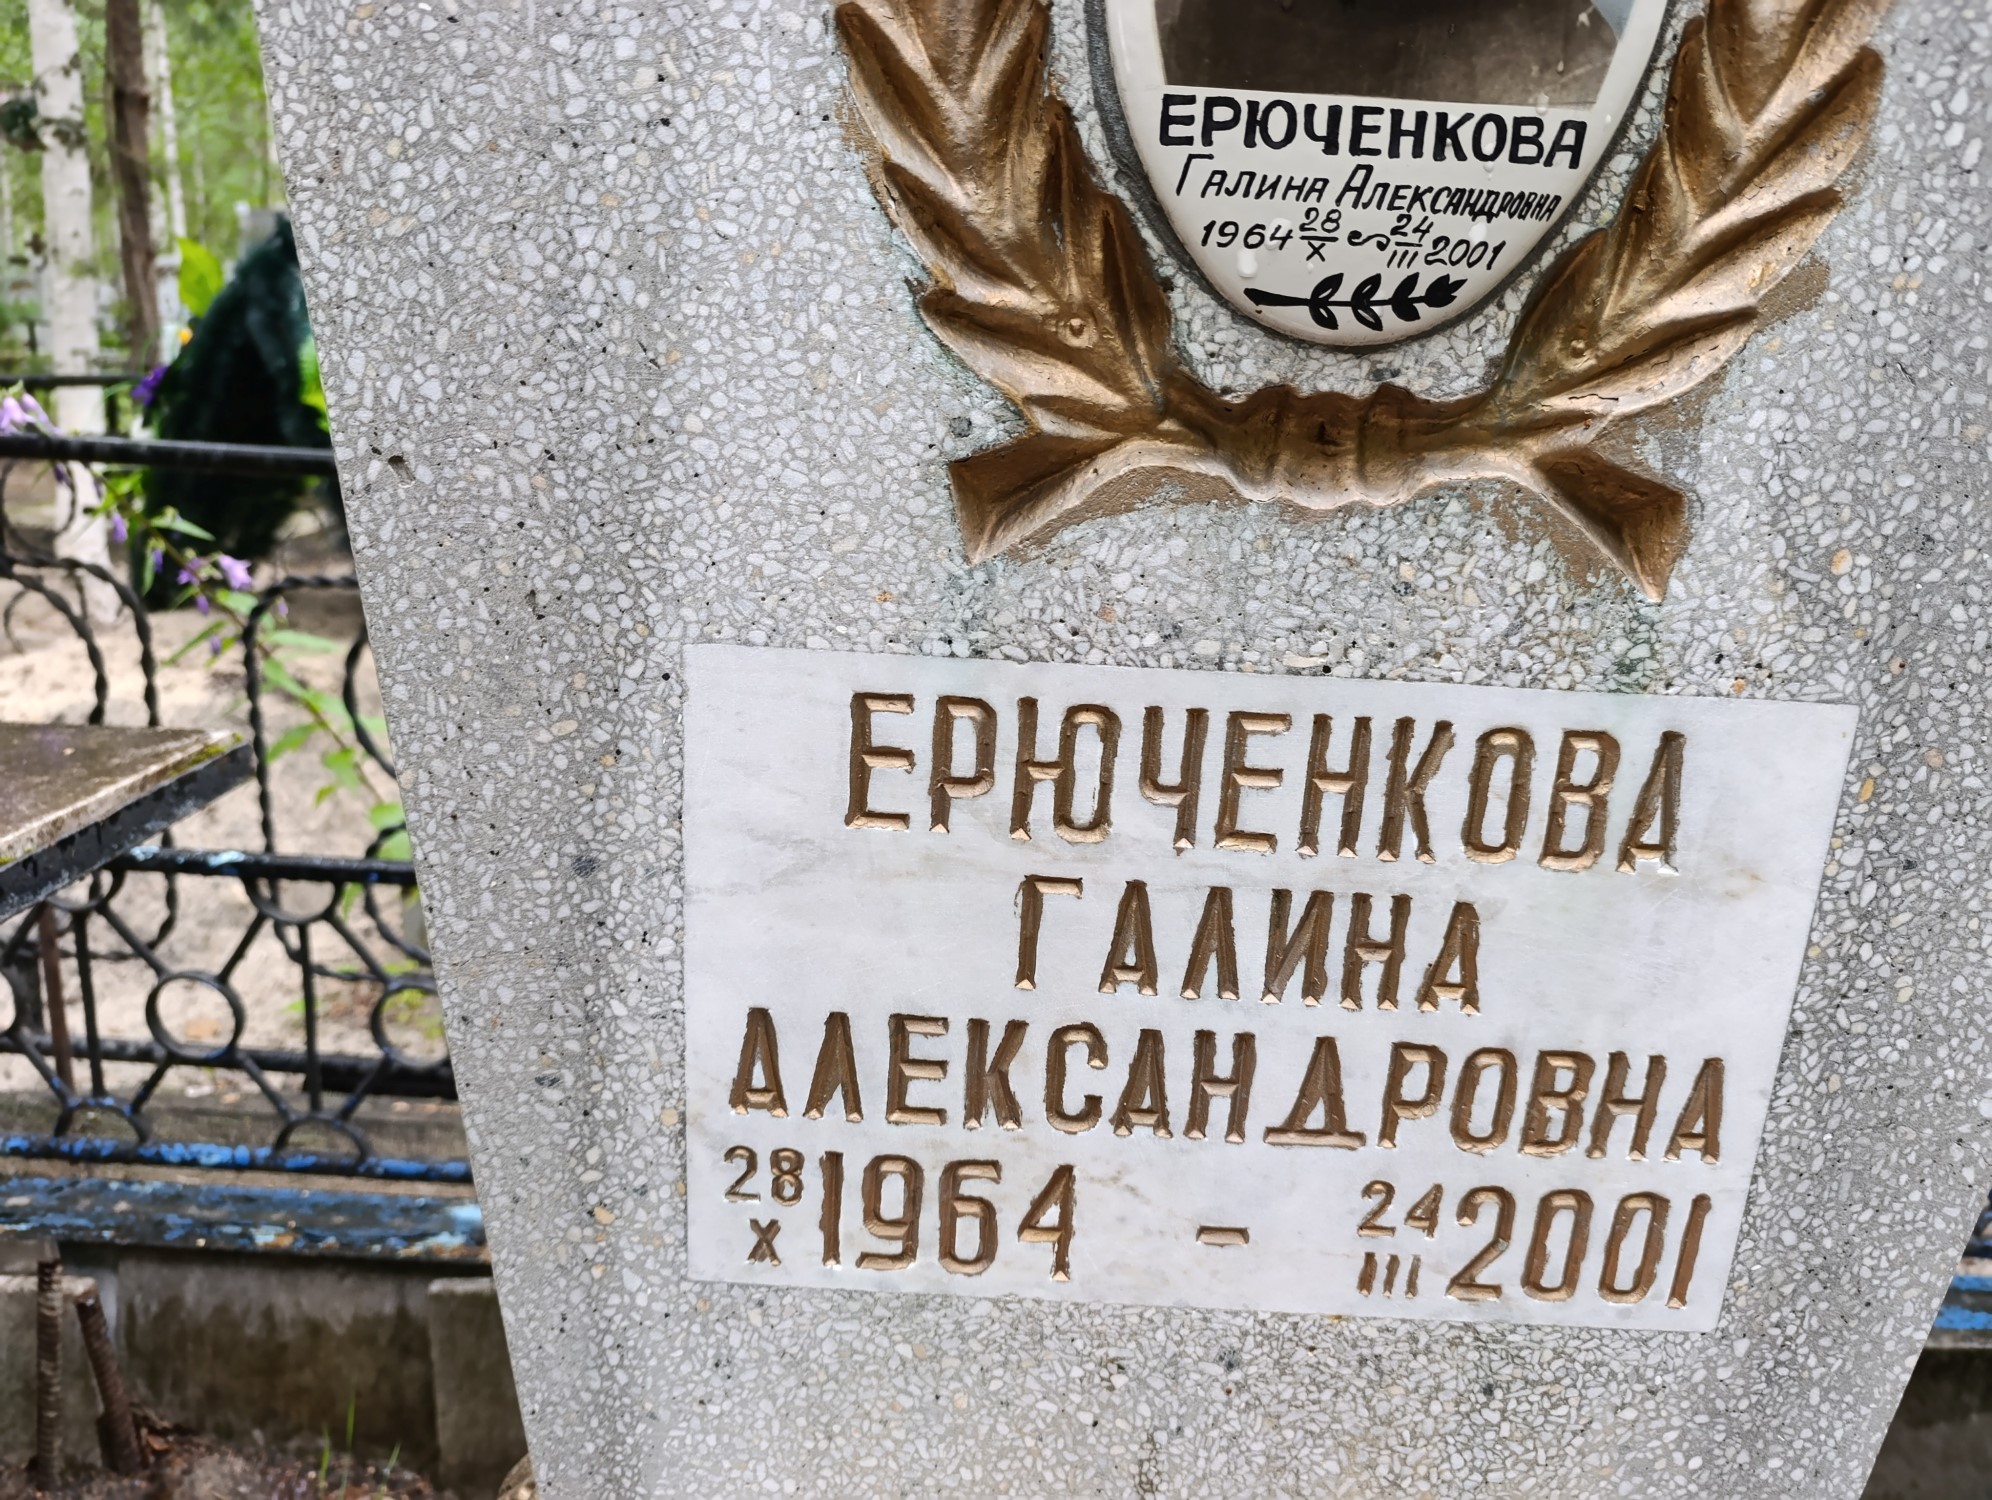 ЕРЮЧЕНКОВА
Галина Александровна
1964 28/X ~ 24/III 2001
ЕРЮЧЕНКОВА
ГАЛИНА
АЛЕКСАНДРОВНА
28/X 1964 - 24/III 2001